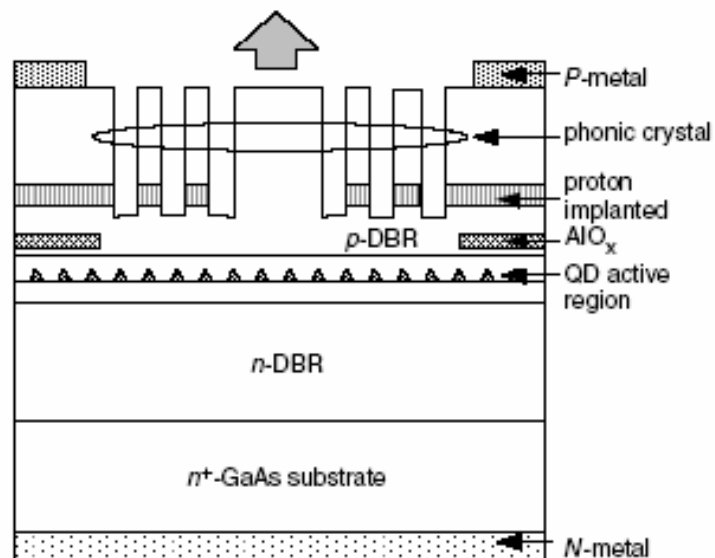 P-metal
phonic crystal
proton
implanted
p-DBR
AlOx
QD active
region
n-DBR
n+-GaAs substrate
N-metal